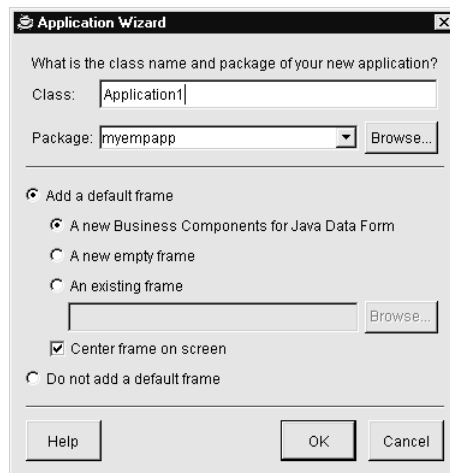 Application Wizard
What is the class name and package of your new application?
Class: Application1
Package: myempapp Browse...
Add a default frame
A new Business Components for Java Data Form
A new empty frame
An existing frame
Browse...
Center frame on screen
Do not add a default frame
Help OK Cancel